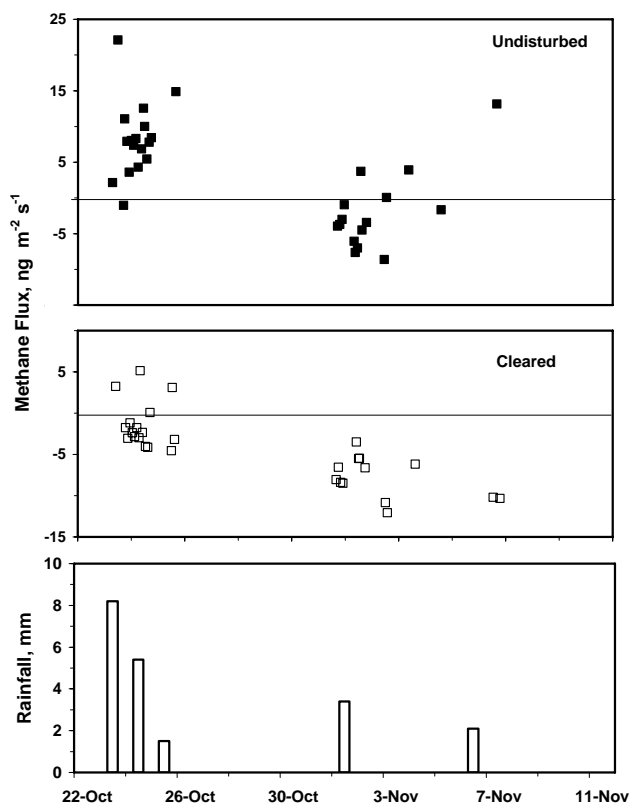 25
Undisturbed
15
5
-5
Methane Flux, ng m⁻² s⁻¹
Cleared
5
-5
-15
10
8
6
4
2
0
Rainfall, mm
22-Oct 26-Oct 30-Oct 3-Nov 7-Nov 11-Nov